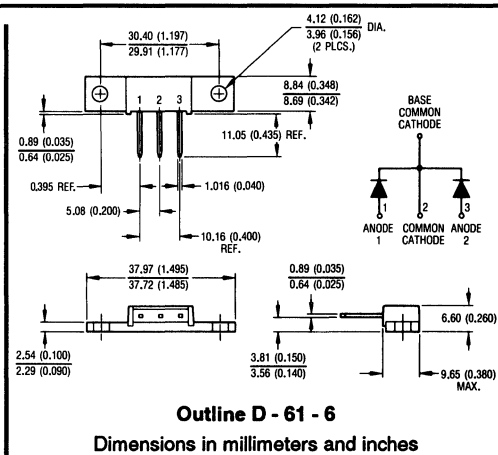 30.40 (1.197)
29.91 (1.177)
4.12 (0.162)
3.96 (0.156)
DIA.
(2 PLCS.)
8.84 (0.348)
8.69 (0.342)
1 2 3
11.05 (0.435) REF.
0.89 (0.035)
0.64 (0.025)
0.395 REF.
1.016 (0.040)
5.08 (0.200)
10.16 (0.400)
REF.
BASE
COMMON
CATHODE
1 2 3
ANODE COMMON ANODE
1 CATHODE 2
37.97 (1.495)
37.72 (1.485)
0.89 (0.035)
0.64 (0.025)
6.60 (0.260)
2.54 (0.100)
2.29 (0.090)
3.81 (0.150)
3.56 (0.140)
9.65 (0.380)
MAX.
Outline D - 61 - 6
Dimensions in millimeters and inches